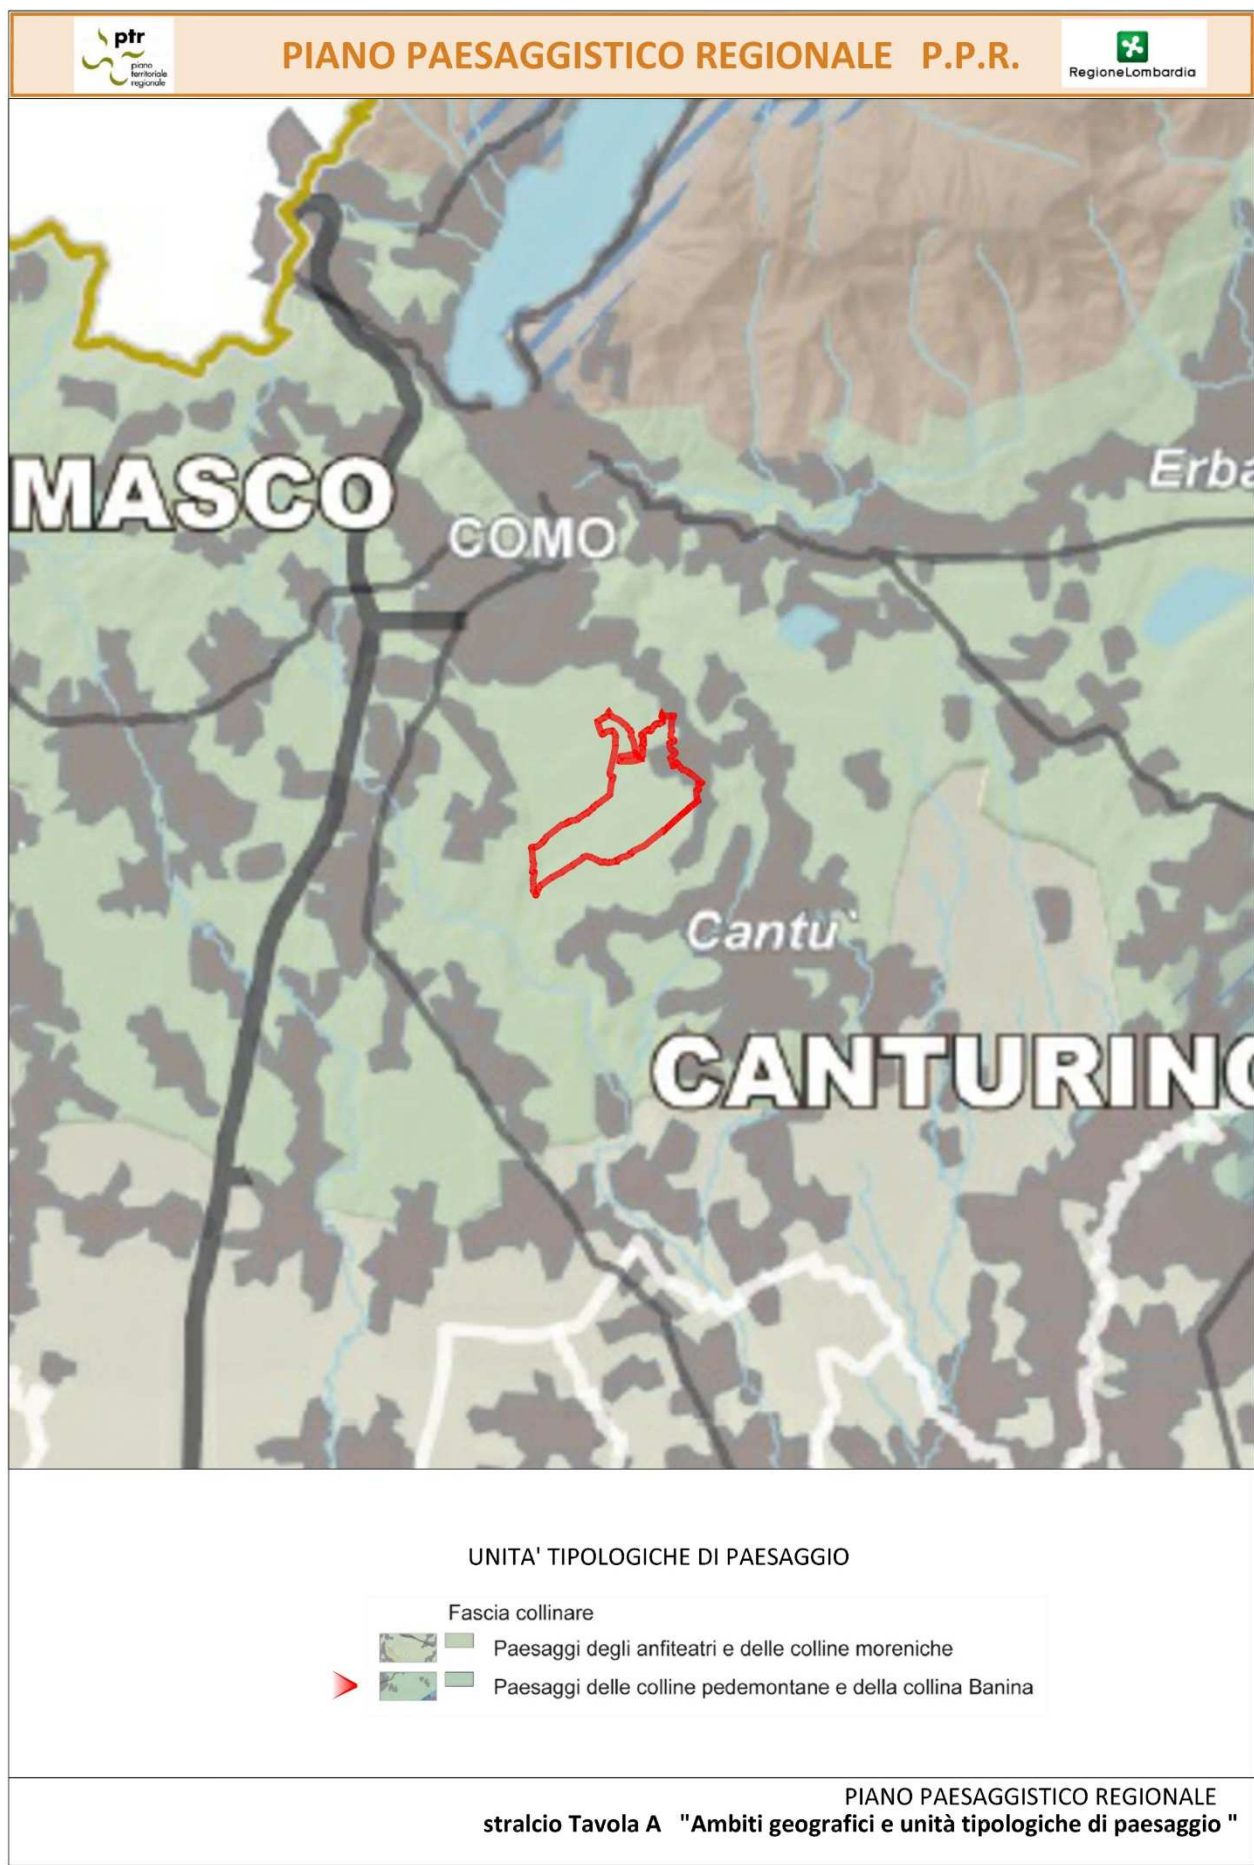 ptr
piano
territoriale
regionale
PIANO PAESAGGISTICO REGIONALE P.P.R.
RegioneLombardia
MASCO
COMO
Erba
Cantu`
CANTURINO
UNITA' TIPOLOGICHE DI PAESAGGIO
Fascia collinare
Paesaggi degli anfiteatri e delle colline moreniche
Paesaggi delle colline pedemontane e della collina Banina
PIANO PAESAGGISTICO REGIONALE
stralcio Tavola A "Ambiti geografici e unità tipologiche di paesaggio "